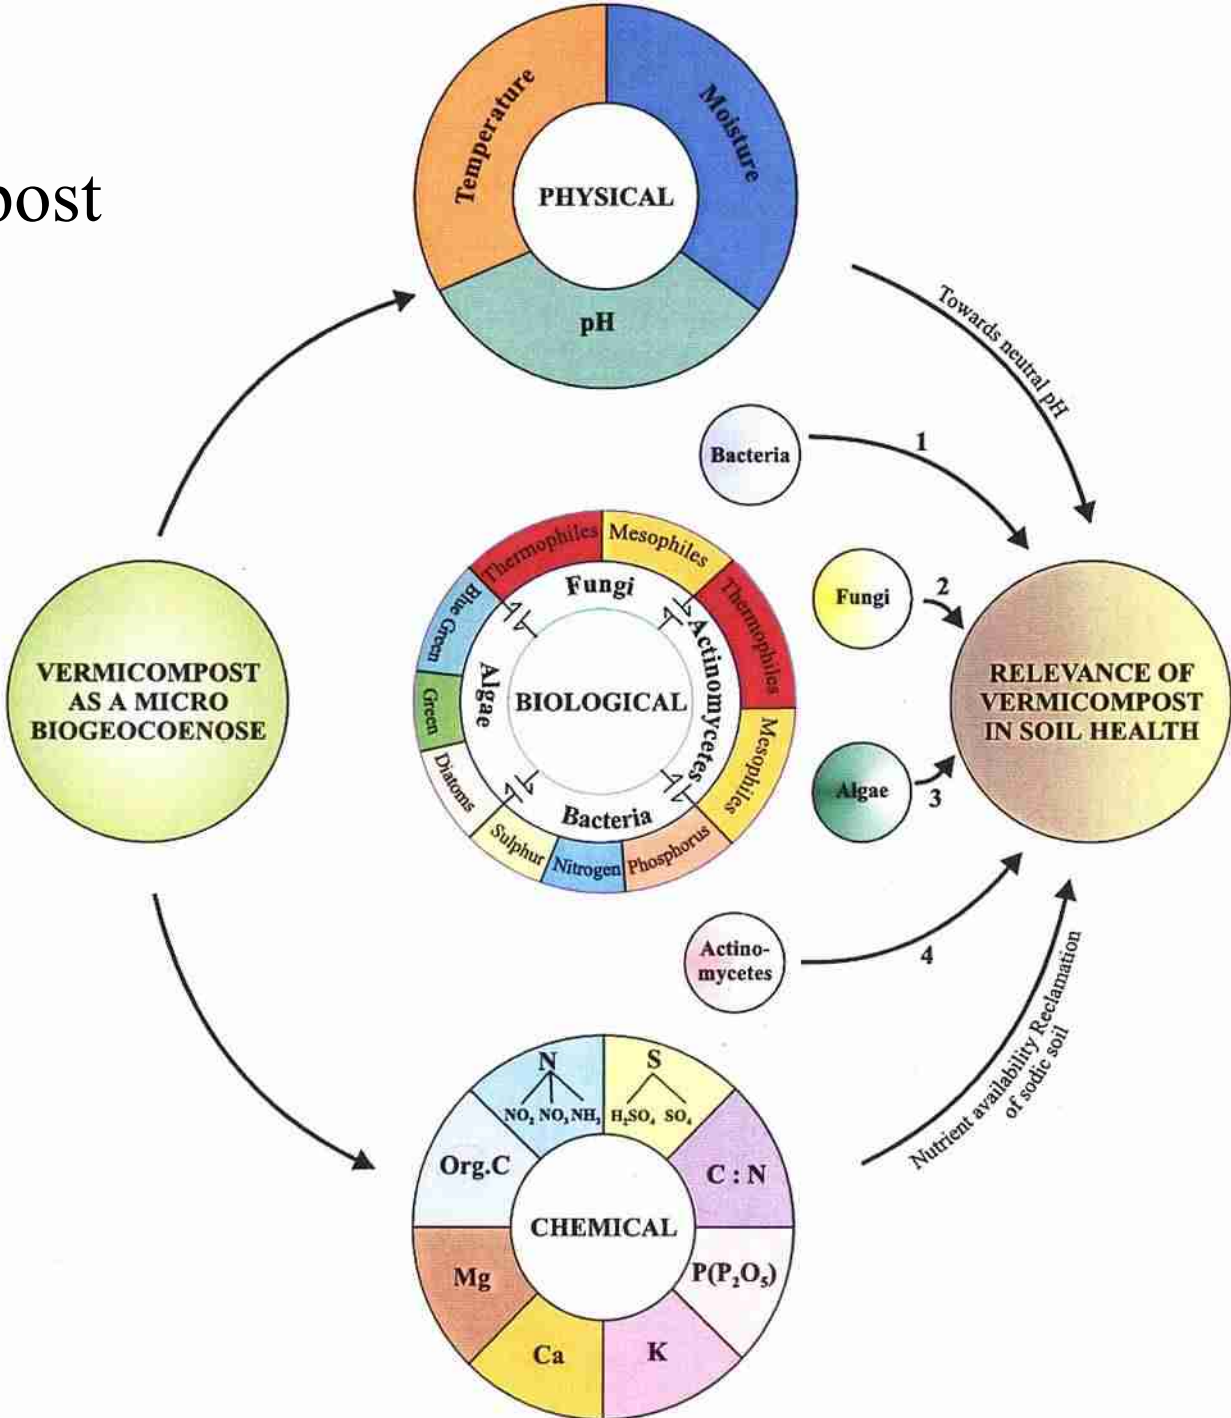 post
Temperature
Moisture
PHYSICAL
pH
Towards neutral pH
Bacteria
1
Thermophiles
Mesophiles
Fungi
2
Blue Green
Fungi
Thermophiles
VERMICOMPOST
AS A MICRO
BIOGEOCOENOSE
Green
Algae
BIOLOGICAL
Actinomycetes
RELEVANCE OF
VERMICOMPOST
IN SOIL HEALTH
Diatoms
Mesophiles
Algae
3
Bacteria
Sulphur
Nitrogen
Phosphorus
Actino-
mycetes
4
N
NO₂ NO₃ NH₃
S
H₂SO₄ SO₄
Org.C
C : N
CHEMICAL
Mg
P(P₂O₅)
Ca
K
Nutrient availability Reclamation
of sodic soil